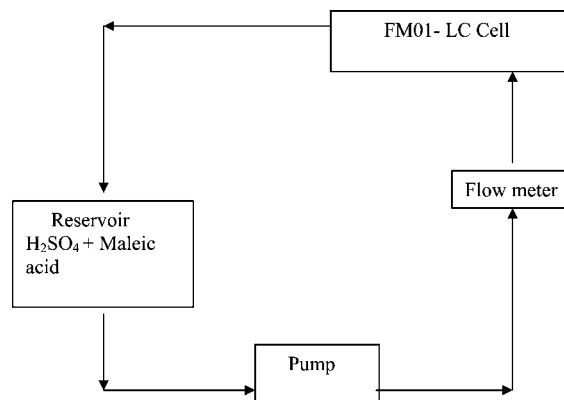 FM01- LC Cell
Flow meter
Reservoir
H₂SO₄ + Maleic
acid
Pump